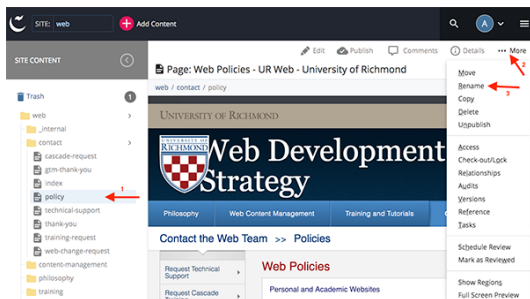 SITE: web
Add Content
A
SITE CONTENT
Edit
Publish
Comments
Details
More
2
Page: Web Policies - UR Web - University of Richmond
web / contact / policy
Trash
1
web
_internal
contact
cascade-request
gtm-thank-you
index
policy
1
technical-support
thank-you
training-request
web-change-request
content-management
philosophy
training
UNIVERSITY OF RICHMOND
UNIVERSITY OF
RICHMOND
Web Development
Strategy
Philosophy
Web Content Management
Training and Tutorials
Contact the Web Team >> Policies
Request Technical
Support
Request Cascade
Web Policies
Personal and Academic Websites
Move
Rename
3
Copy
Delete
Unpublish
Access
Check-out/Lock
Relationships
Audits
Versions
Reference
Tasks
Schedule Review
Mark as Reviewed
Show Regions
Full Screen Preview